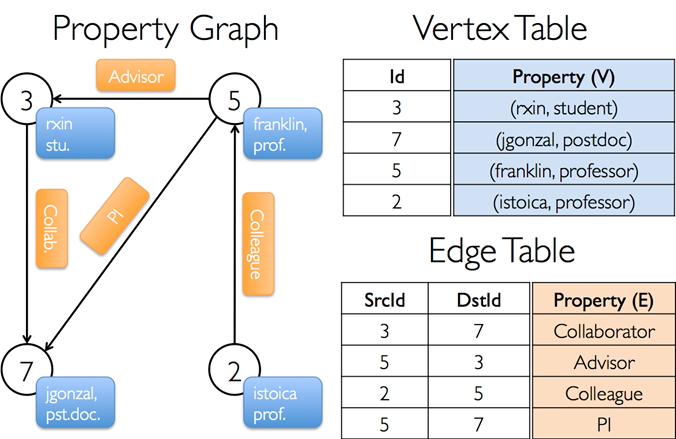 Property Graph
Advisor
3
5
rxin
stu.
franklin,
prof.
Collab.
PI
Colleague
7
2
jgonzal,
pst.doc.
istoica
prof.
Vertex Table
Id Property (V)
3 (rxin, student)
7 (jgonzal, postdoc)
5 (franklin, professor)
2 (istoica, professor)
Edge Table
SrcId DstId Property (E)
3 7 Collaborator
5 3 Advisor
2 5 Colleague
5 7 PI